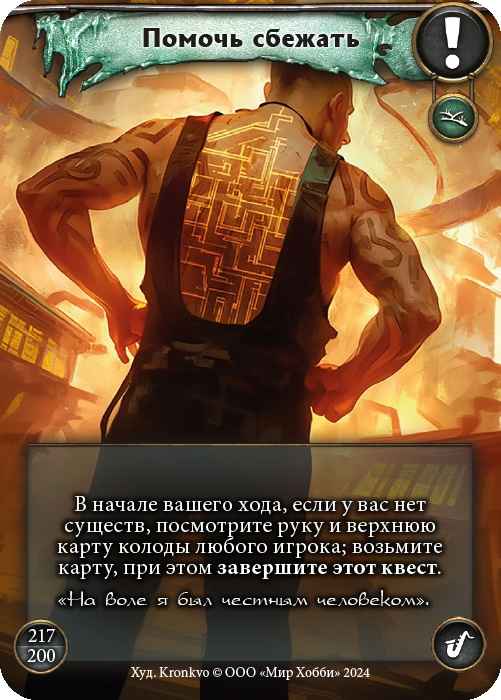 Помочь сбежать
!
В начале вашего хода, если у вас нет
существ, посмотрите руку и верхнюю
карту колоды любого игрока; возьмите
карту, при этом завершите этот квест.
«На воле я был честным человеком».
217
200
Худ. Kronkvo © ООО «Мир Хобби» 2024